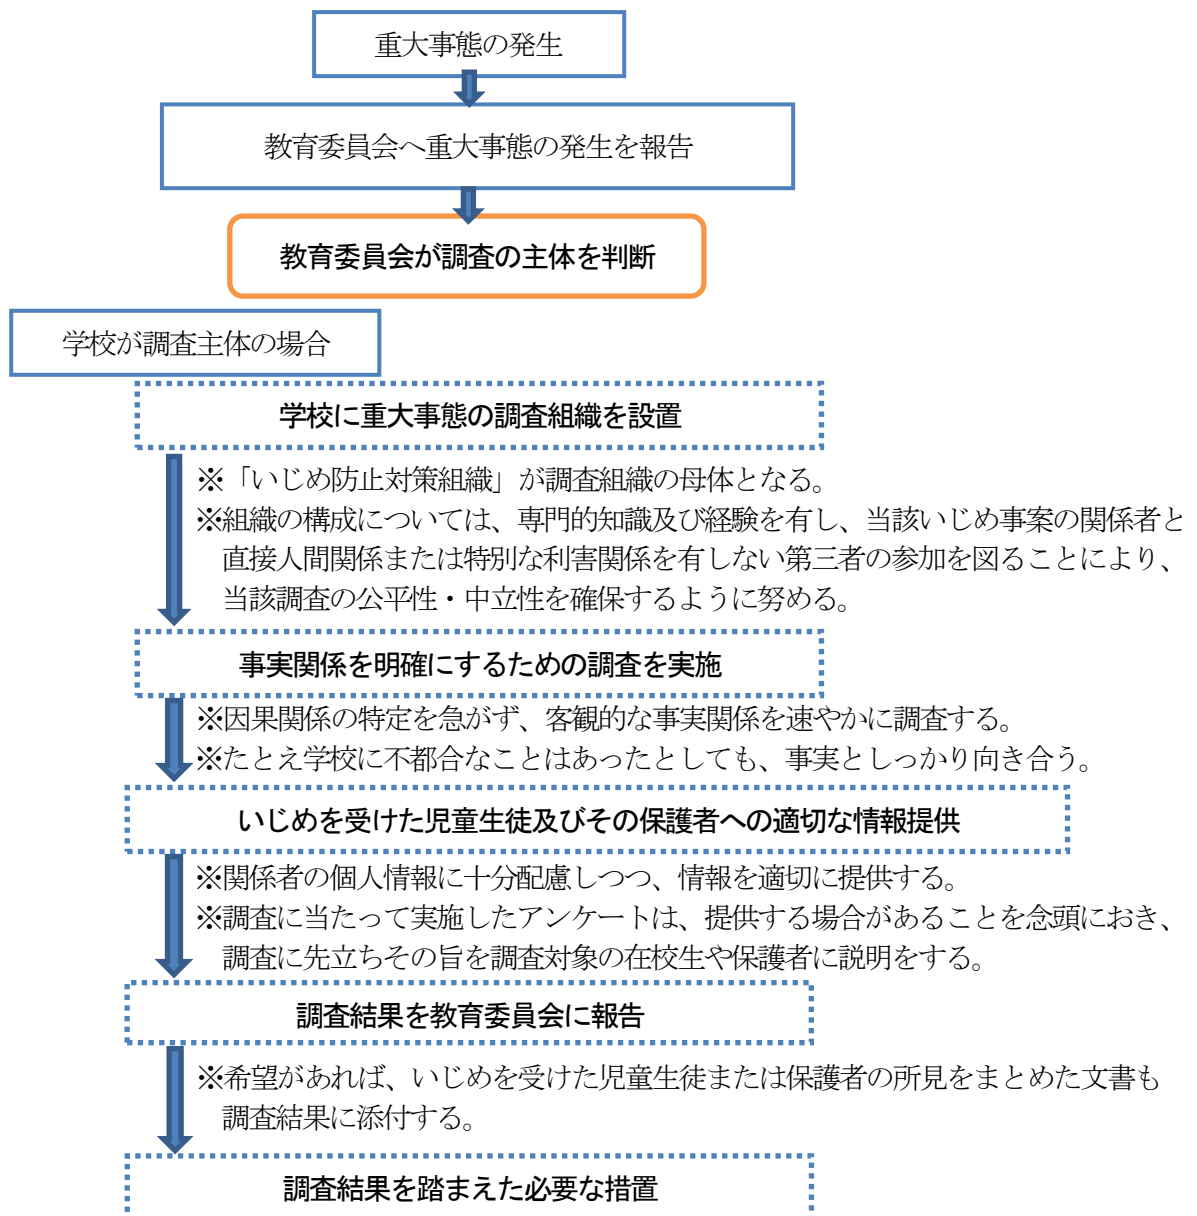 重大事態の発生
教育委員会へ重大事態の発生を報告
教育委員会が調査の主体を判断
学校が調査主体の場合
学校に重大事態の調査組織を設置
※「いじめ防止対策組織」が調査組織の母体となる。
※組織の構成については、専門的知識及び経験を有し、当該いじめ事案の関係者と
直接人間関係または特別な利害関係を有しない第三者の参加を図ることにより、
当該調査の公平性・中立性を確保するように努める。
事実関係を明確にするための調査を実施
※因果関係の特定を急がず、客観的な事実関係を速やかに調査する。
※たとえ学校に不都合なことはあったとしても、事実としっかり向き合う。
いじめを受けた児童生徒及びその保護者への適切な情報提供
※関係者の個人情報に十分配慮しつつ、情報を適切に提供する。
※調査に当たって実施したアンケートは、提供する場合があることを念頭におき、
調査に先立ちその旨を調査対象の在校生や保護者に説明をする。
調査結果を教育委員会に報告
※希望があれば、いじめを受けた児童生徒または保護者の所見をまとめた文書も
調査結果に添付する。
調査結果を踏まえた必要な措置